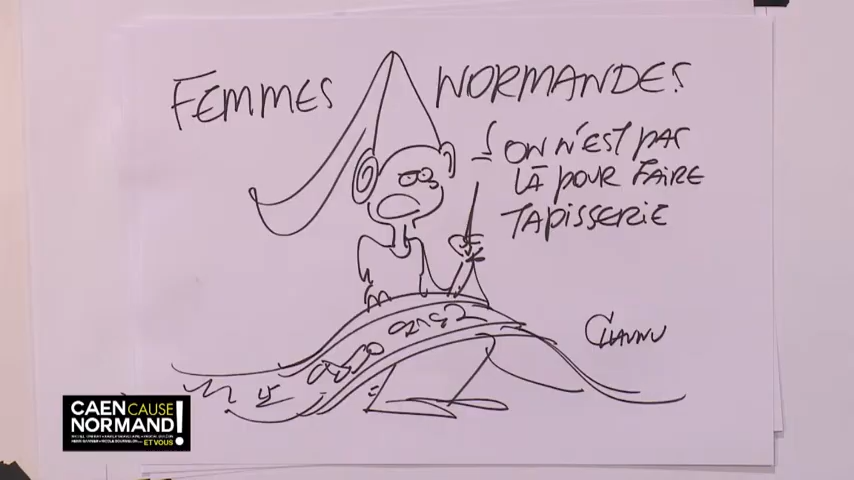 FEMMES NORMANDES
ON N'EST PAS
LÀ POUR FAIRE
TAPISSERIE
CHAUNU
CAEN CAUSE
NORMAND !
ET VOUS